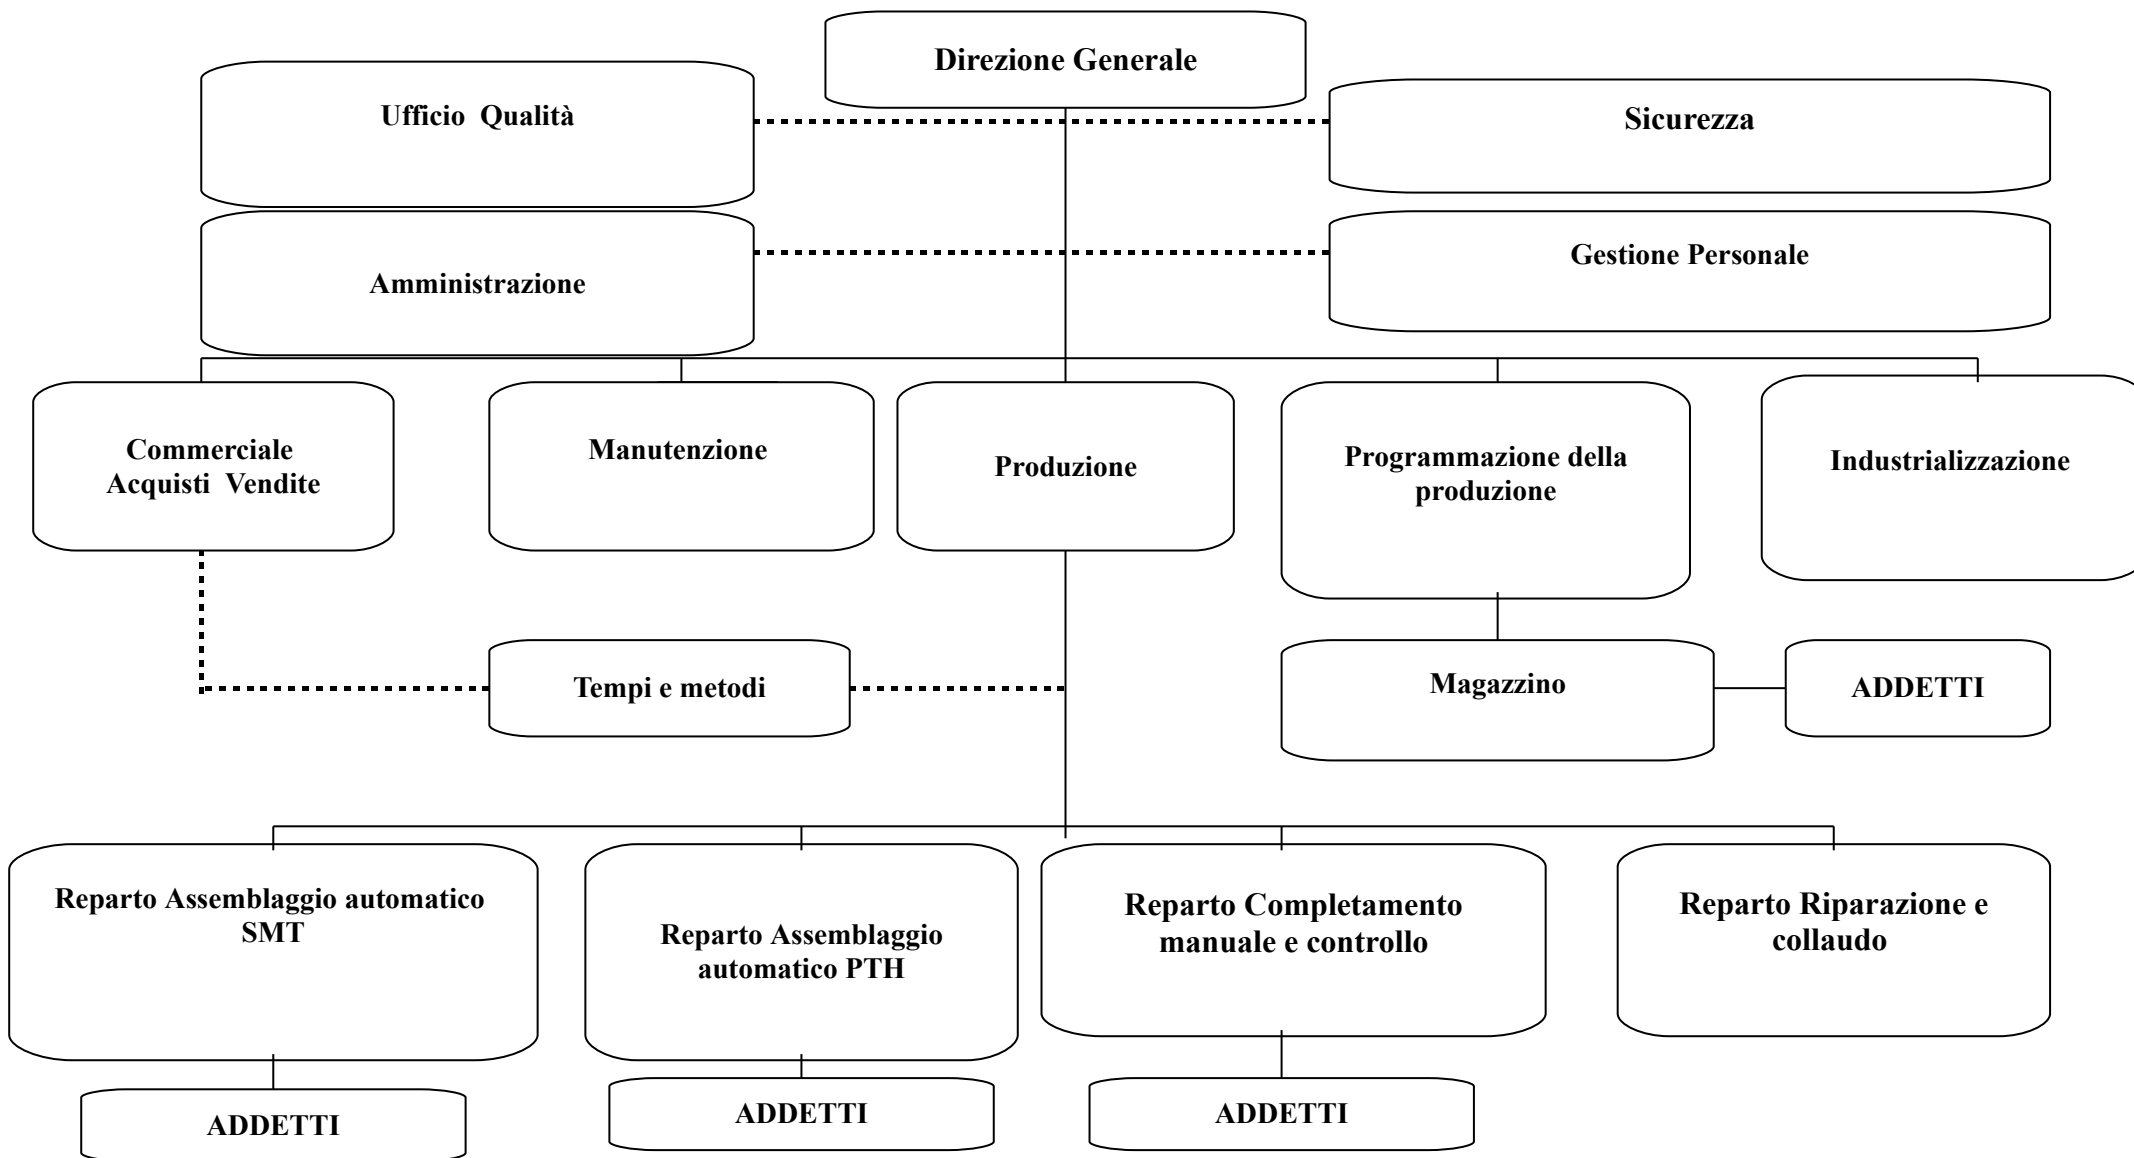 Direzione Generale
Ufficio Qualità
Sicurezza
Amministrazione
Gestione Personale
Commerciale
Acquisti Vendite
Manutenzione
Produzione
Programmazione della
produzione
Industrializzazione
Tempi e metodi
Magazzino
ADDETTI
Reparto Assemblaggio automatico
SMT
Reparto Assemblaggio
automatico PTH
Reparto Completamento
manuale e controllo
Reparto Riparazione e
collaudo
ADDETTI
ADDETTI
ADDETTI